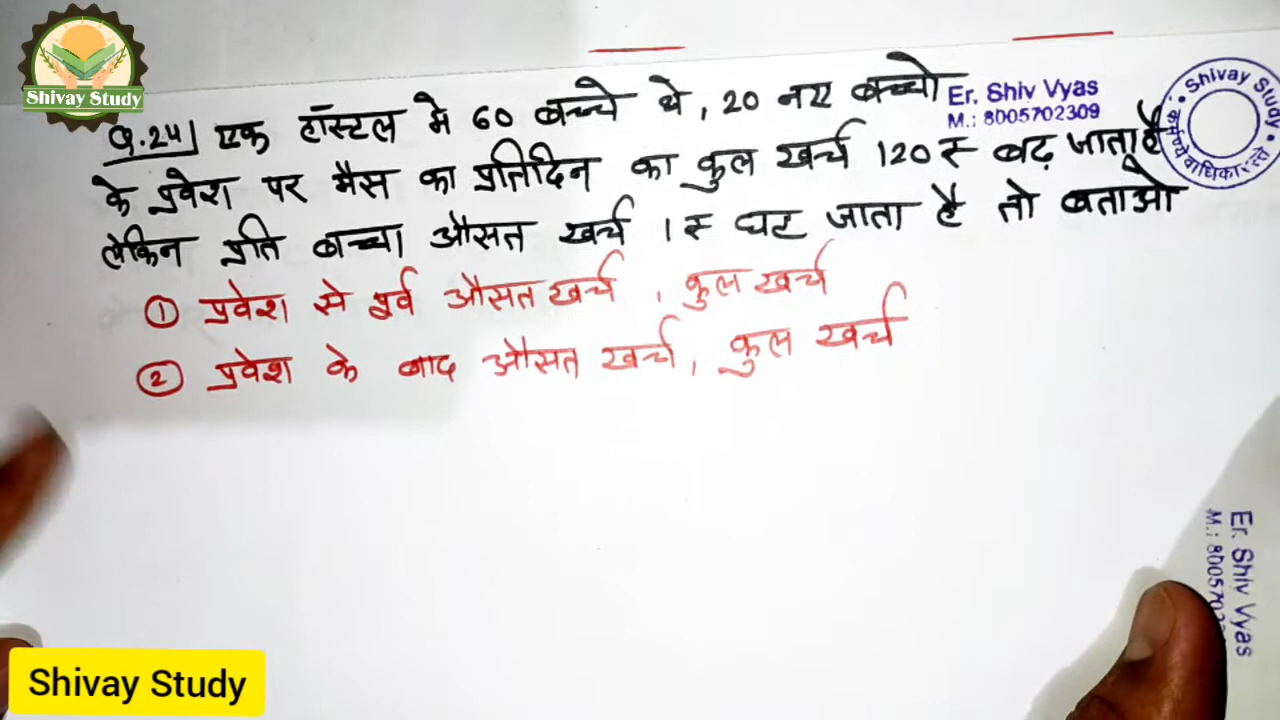 Shivay Study
Q.24] एक हॉस्टल मे 60 बच्चे थे, 20 नए बच्चो
के प्रवेश पर मैस का प्रतिदिन का कुल खर्च 120 रू बढ़ जाता है
लेकिन प्रति बच्चा औसत खर्च 1 रू घट जाता है तो बताओ
① प्रवेश से पूर्व औसत खर्च , कुल खर्च
② प्रवेश के बाद औसत खर्च, कुल खर्च
Er. Shiv Vyas
M.: 8005702309
Shivay Study
Er. Shiv Vyas
Shivay Study